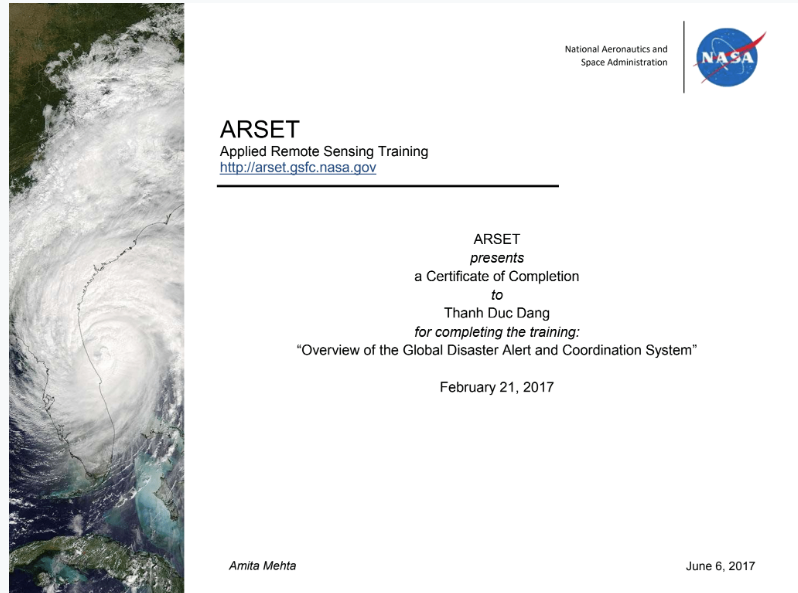 National Aeronautics and
Space Administration
NASA
ARSET
Applied Remote Sensing Training
http://arset.gsfc.nasa.gov
ARSET
presents
a Certificate of Completion
to
Thanh Duc Dang
for completing the training:
“Overview of the Global Disaster Alert and Coordination System”
February 21, 2017
Amita Mehta
June 6, 2017